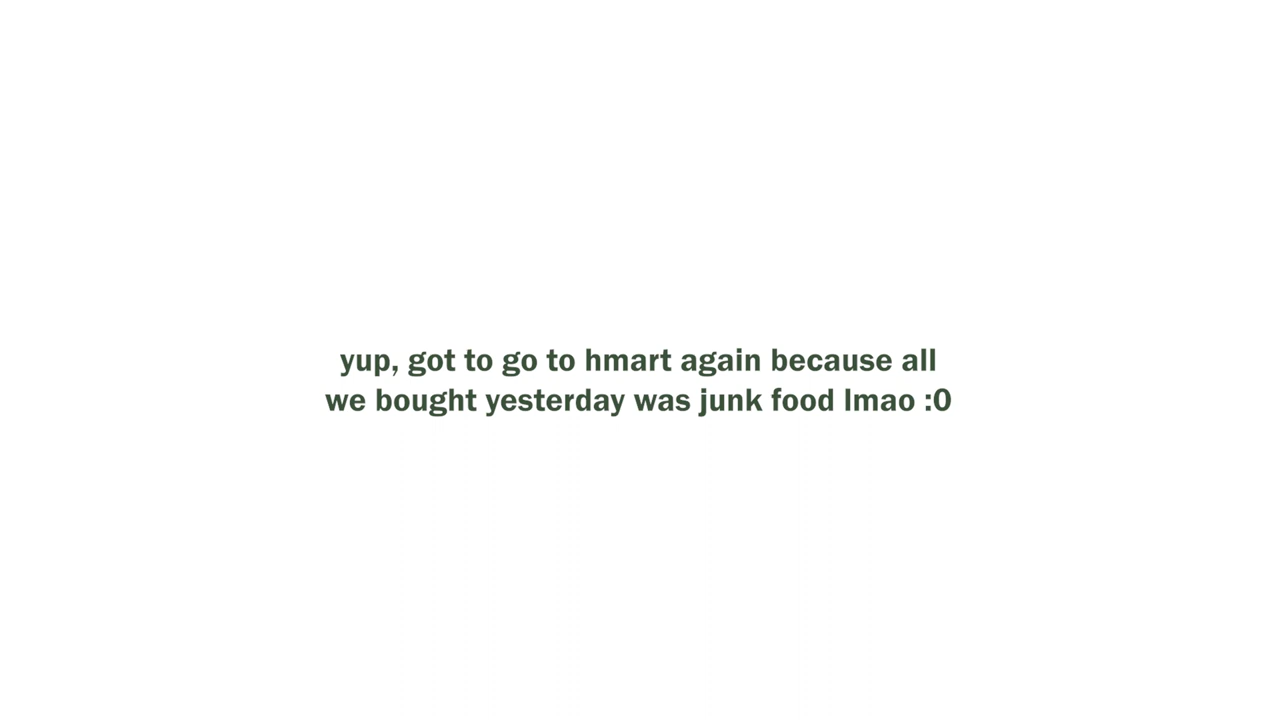 yup, got to go to hmart again because all
we bought yesterday was junk food lmao :0